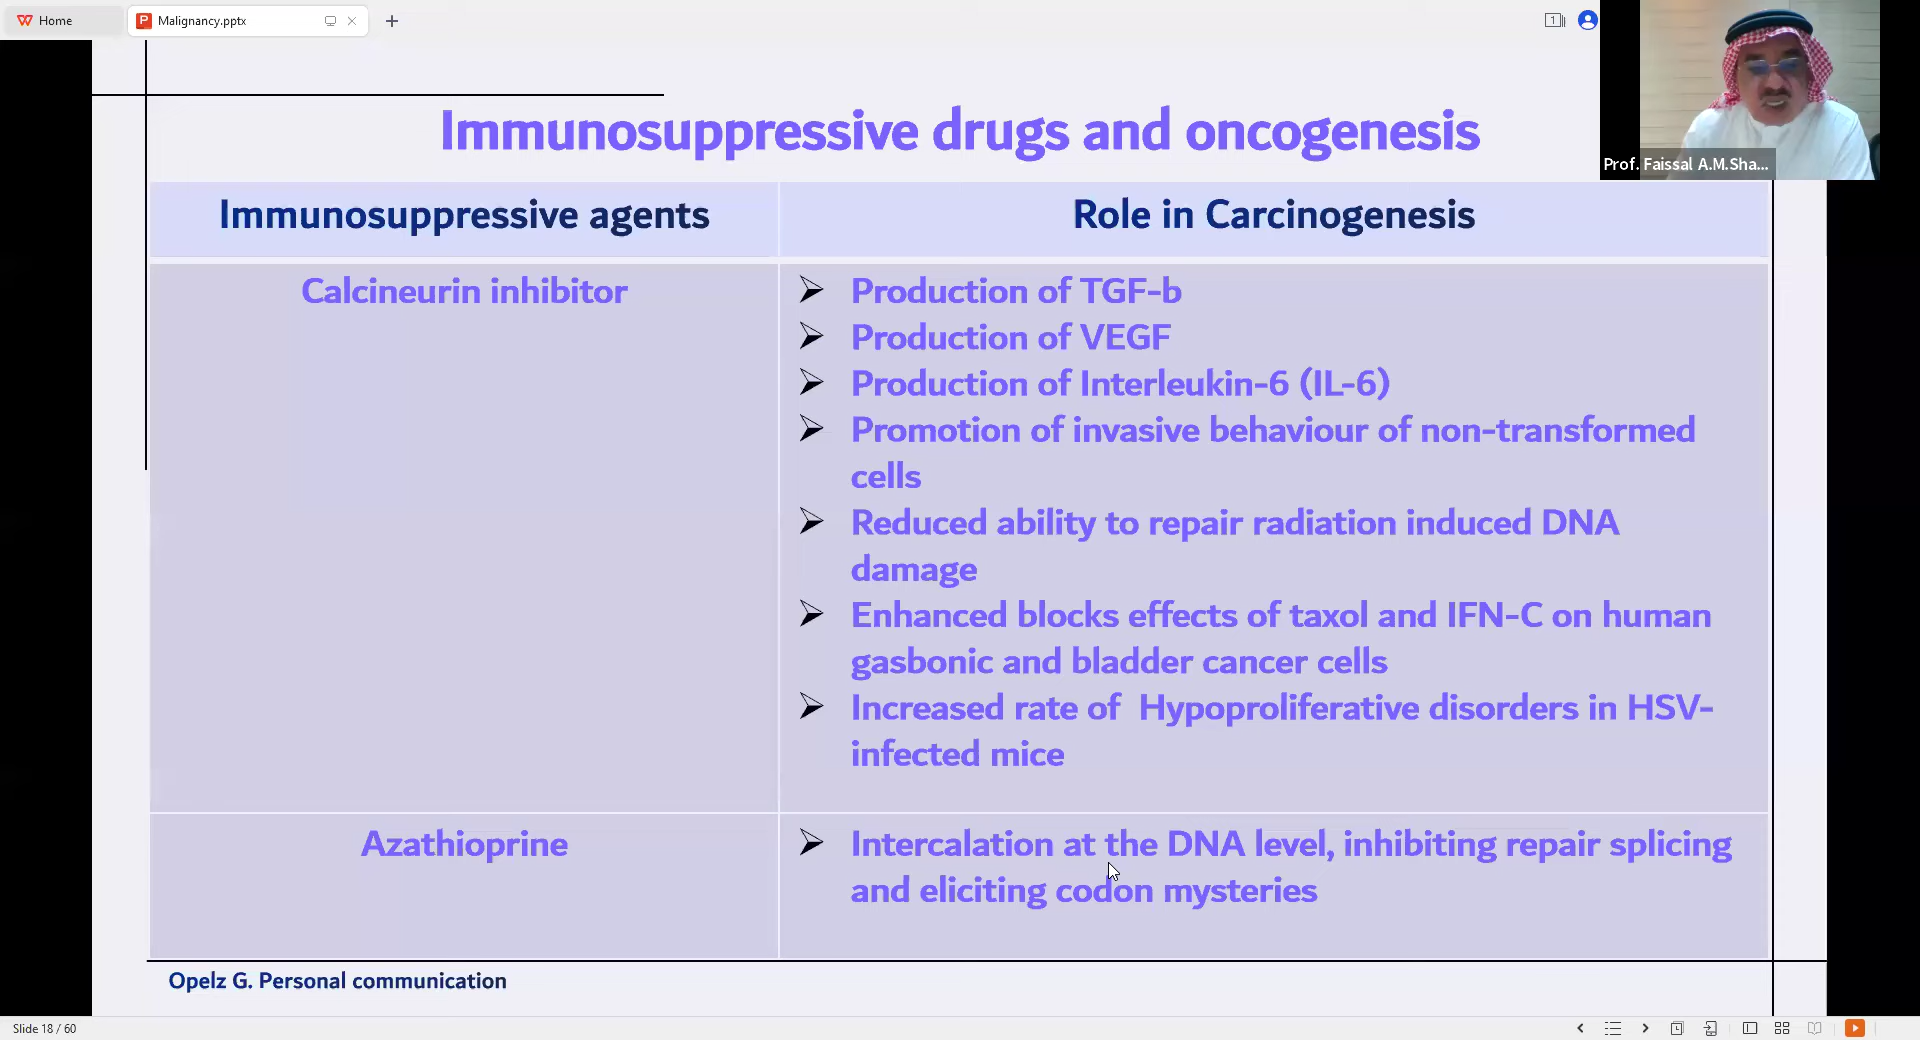 Home
Malignancy.pptx
1
Prof. Faissal A.M.Sha...
Immunosuppressive drugs and oncogenesis
Immunosuppressive agents
Role in Carcinogenesis
Calcineurin inhibitor
Production of TGF-b
Production of VEGF
Production of Interleukin-6 (IL-6)
Promotion of invasive behaviour of non-transformed
cells
Reduced ability to repair radiation induced DNA
damage
Enhanced blocks effects of taxol and IFN-C on human
gasbonic and bladder cancer cells
Increased rate of Hypoproliferative disorders in HSV-
infected mice
Azathioprine
Intercalation at the DNA level, inhibiting repair splicing
and eliciting codon mysteries
Opelz G. Personal communication
Slide 18 / 60